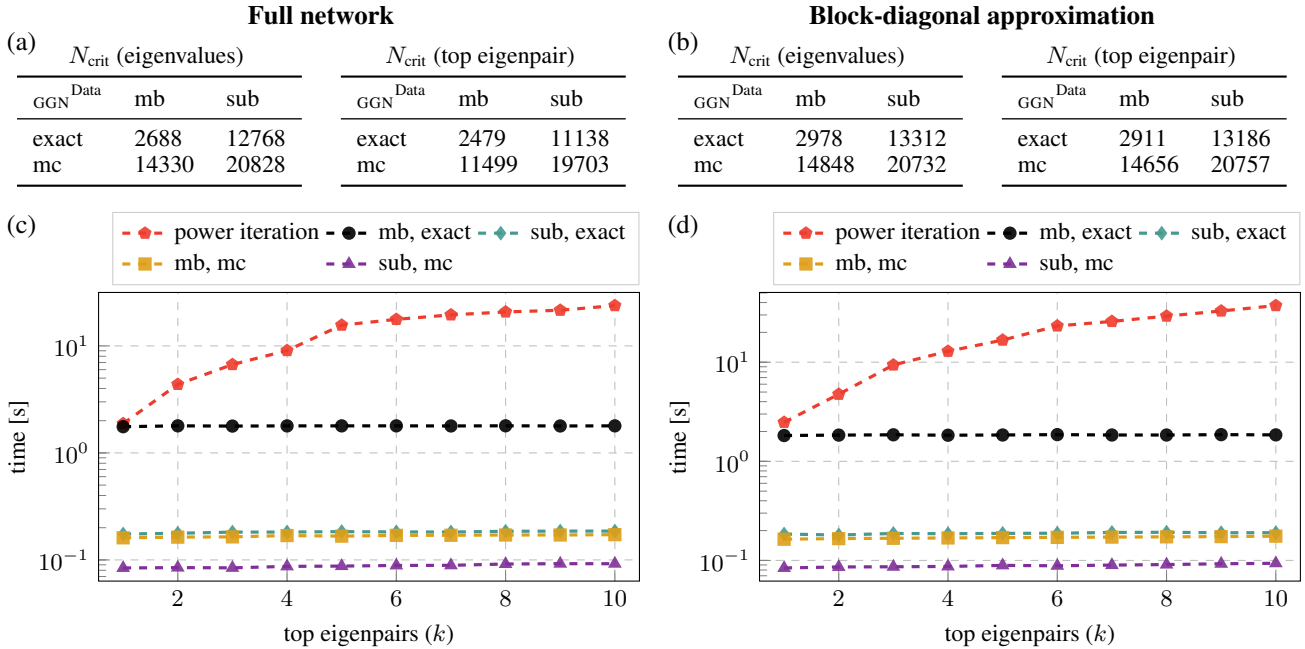 Full network
Block-diagonal approximation
(a)
N_crit (eigenvalues)
GGN Data mb sub
exact 2688 12768
mc 14330 20828
N_crit (top eigenpair)
GGN Data mb sub
exact 2479 11138
mc 11499 19703
(b)
N_crit (eigenvalues)
GGN Data mb sub
exact 2978 13312
mc 14848 20732
N_crit (top eigenpair)
GGN Data mb sub
exact 2911 13186
mc 14656 20757
(c)
power iteration mb, exact sub, exact
mb, mc sub, mc
time [s]
10^1
10^0
10^−1
2 4 6 8 10
top eigenpairs (k)
(d)
power iteration mb, exact sub, exact
mb, mc sub, mc
time [s]
10^1
10^0
10^−1
2 4 6 8 10
top eigenpairs (k)